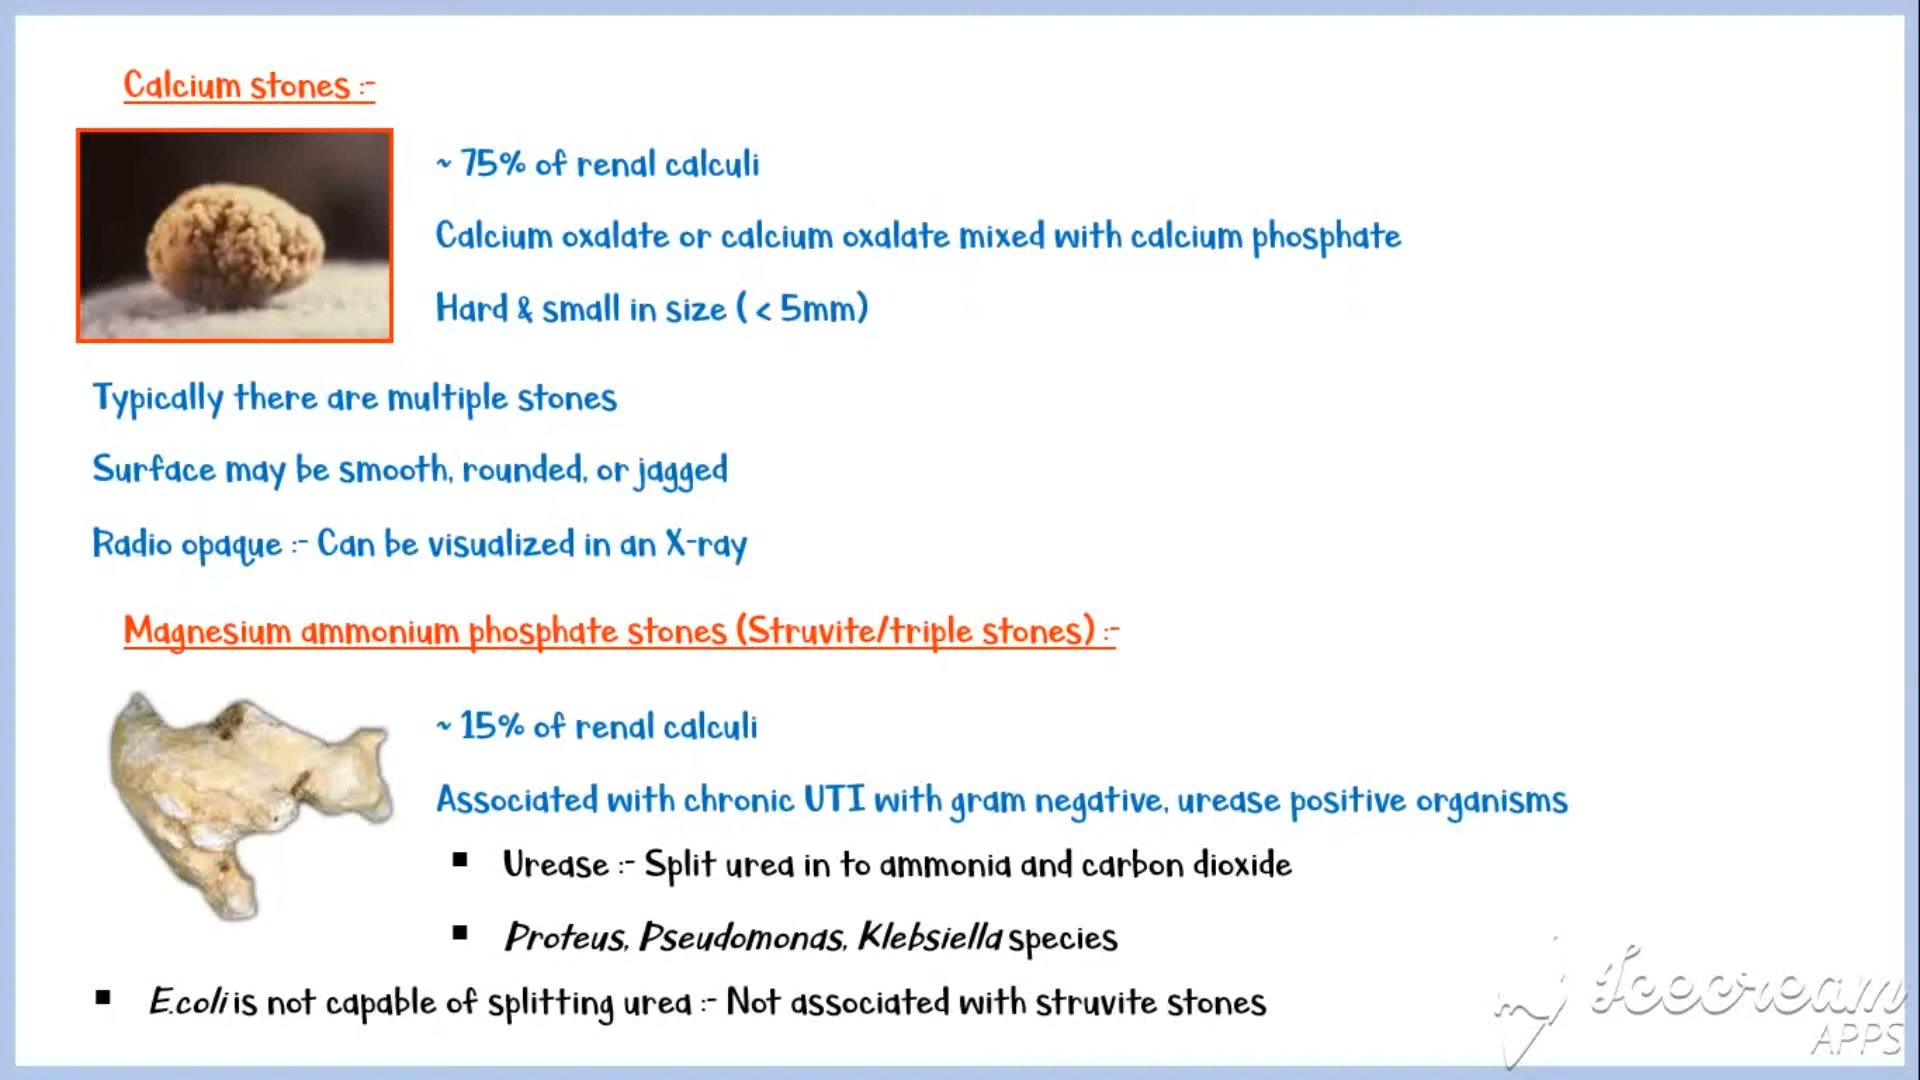 Calcium stones :-
~ 75% of renal calculi
Calcium oxalate or calcium oxalate mixed with calcium phosphate
Hard & small in size ( < 5mm)
Typically there are multiple stones
Surface may be smooth, rounded, or jagged
Radio opaque :- Can be visualized in an X-ray
Magnesium ammonium phosphate stones (Struvite/triple stones) :-
~ 15% of renal calculi
Associated with chronic UTI with gram negative, urease positive organisms
▪ Urease :- Split urea in to ammonia and carbon dioxide
▪ Proteus, Pseudomonas, Klebsiella species
▪ E.coli is not capable of splitting urea :- Not associated with struvite stones
Icecream
APPS